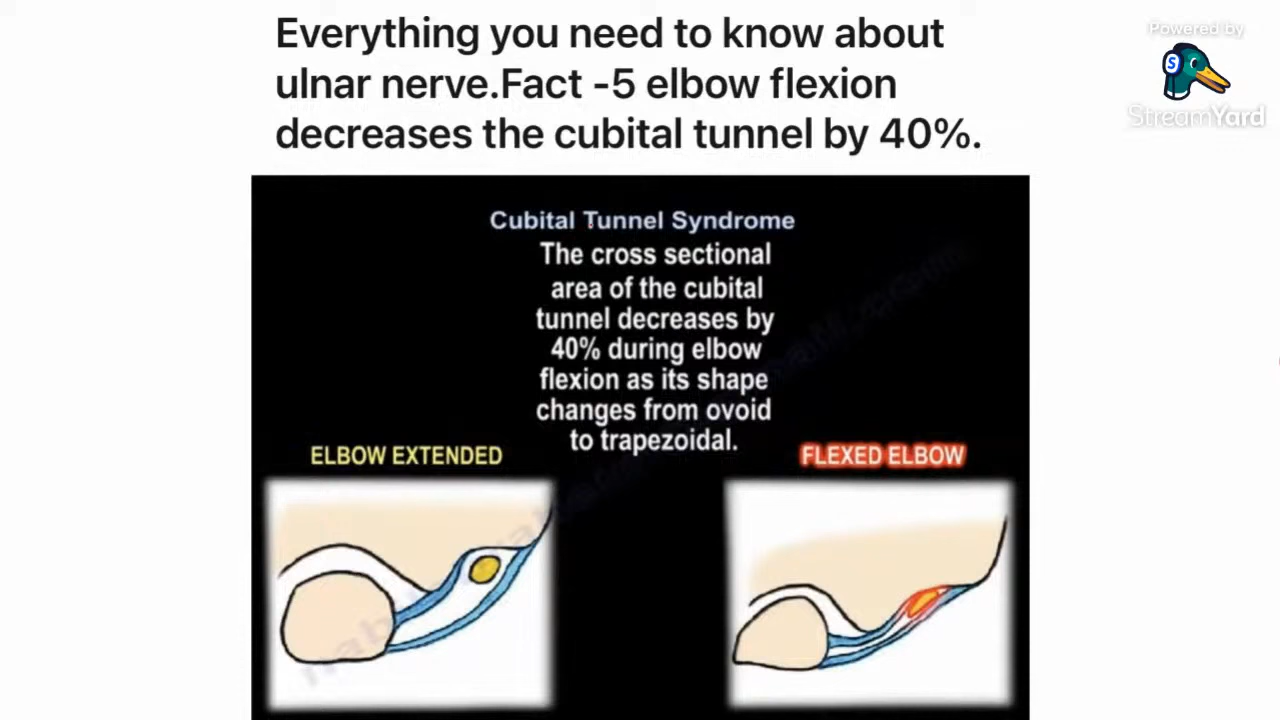 Everything you need to know about
ulnar nerve.Fact -5 elbow flexion
decreases the cubital tunnel by 40%.
Powered by
StreamYard
Cubital Tunnel Syndrome
The cross sectional
area of the cubital
tunnel decreases by
40% during elbow
flexion as its shape
changes from ovoid
to trapezoidal.
ELBOW EXTENDED
FLEXED ELBOW